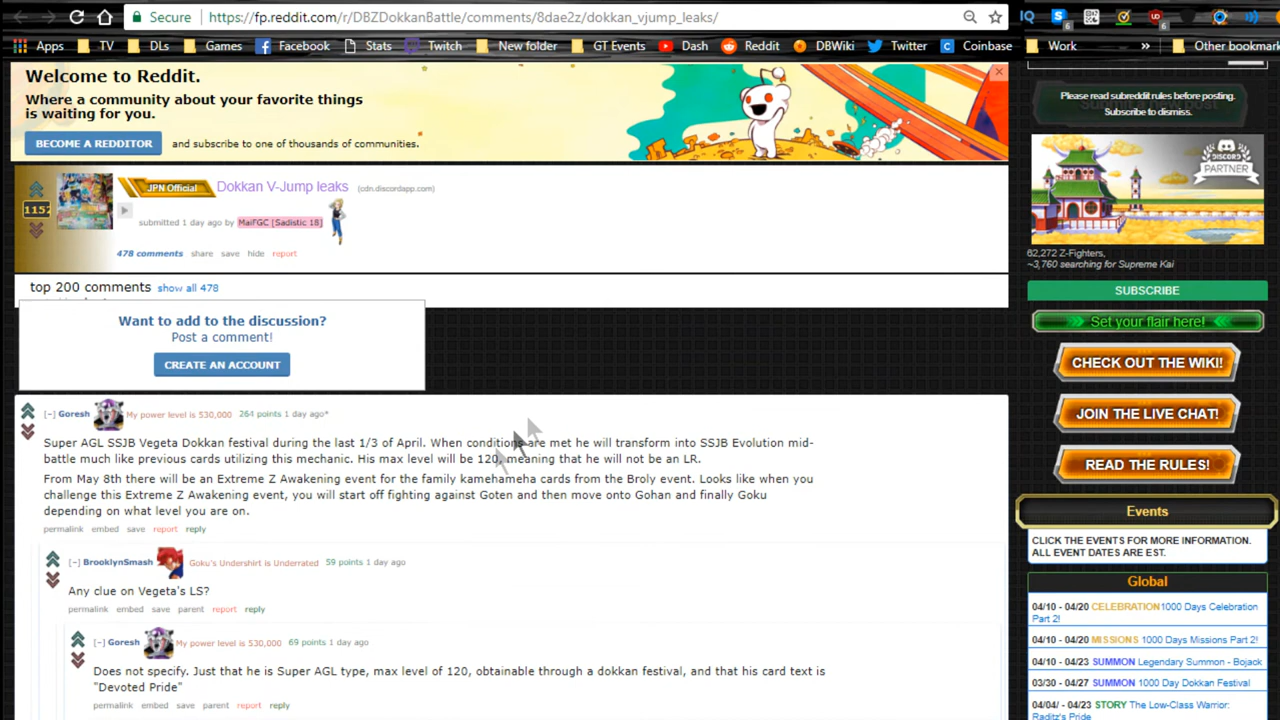 Secure https://fp.reddit.com/r/DBZDokkanBattle/comments/8dae2z/dokkan_vjump_leaks/
Apps TV DLs Games Facebook Stats Twitch New folder GT Events Dash Reddit DBWiki Twitter Coinbase Work » Other bookmark
Welcome to Reddit.
Where a community about your favorite things
is waiting for you.
BECOME A REDDITOR and subscribe to one of thousands of communities.
1152
JPN Official Dokkan V-Jump leaks (cdn.discordapp.com)
submitted 1 day ago by MaiFGC [Sadistic 18]
478 comments share save hide report
top 200 comments show all 478
Want to add to the discussion?
Post a comment!
CREATE AN ACCOUNT
[–] Goresh My power level is 530,000 264 points 1 day ago*
Super AGL SSJB Vegeta Dokkan festival during the last 1/3 of April. When conditions are met he will transform into SSJB Evolution mid-
battle much like previous cards utilizing this mechanic. His max level will be 120, meaning that he will not be an LR.
From May 8th there will be an Extreme Z Awakening event for the family kamehameha cards from the Broly event. Looks like when you
challenge this Extreme Z Awakening event, you will start off fighting against Goten and then move onto Gohan and finally Goku
depending on what level you are on.
permalink embed save report reply
[–] BrooklynSmash Goku's Undershirt is Underrated 59 points 1 day ago
Any clue on Vegeta's LS?
permalink embed save parent report reply
[–] Goresh My power level is 530,000 69 points 1 day ago
Does not specify. Just that he is Super AGL type, max level of 120, obtainable through a dokkan festival, and that his card text is
"Devoted Pride"
permalink embed save parent report reply
Please read subreddit rules before posting.
Subscribe to dismiss.
DISCORD
PARTNER
62,272 Z-Fighters,
~3,760 searching for Supreme Kai
SUBSCRIBE
Set your flair here!
CHECK OUT THE WIKI!
JOIN THE LIVE CHAT!
READ THE RULES!
Events
CLICK THE EVENTS FOR MORE INFORMATION.
ALL EVENT DATES ARE EST.
Global
04/10 - 04/20 CELEBRATION 1000 Days Celebration
Part 2!
04/10 - 04/20 MISSIONS 1000 Days Missions Part 2!
04/10 - 04/23 SUMMON Legendary Summon - Bojack
03/30 - 04/27 SUMMON 1000 Day Dokkan Festival
04/04/ - 04/23 STORY The Low-Class Warrior:
Raditz's Pride